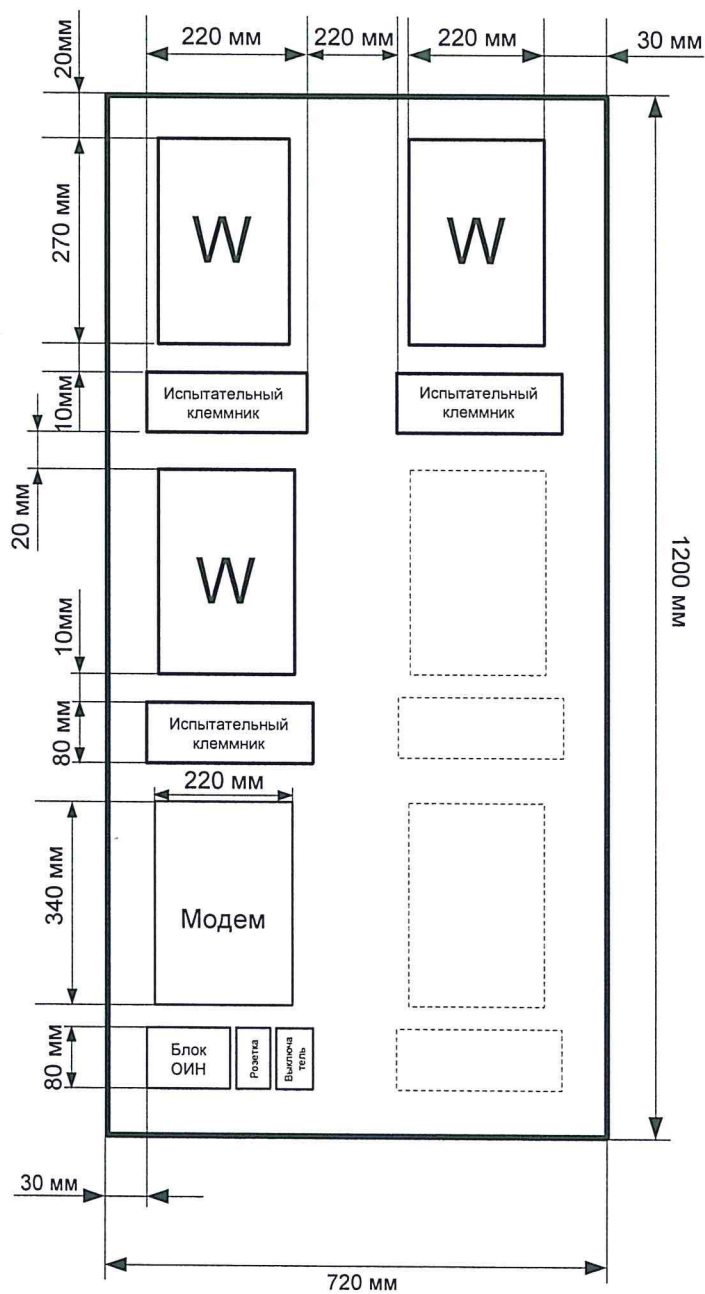 220 мм
220 мм
220 мм
30 мм
20мм
270 мм
W
W
10мм
Испытательный
клеммник
Испытательный
клеммник
20 мм
W
1200 мм
10мм
80 мм
Испытательный
клеммник
220 мм
340 мм
Модем
80 мм
Блок
ОИН
Розетка
Выключа
тель
30 мм
720 мм